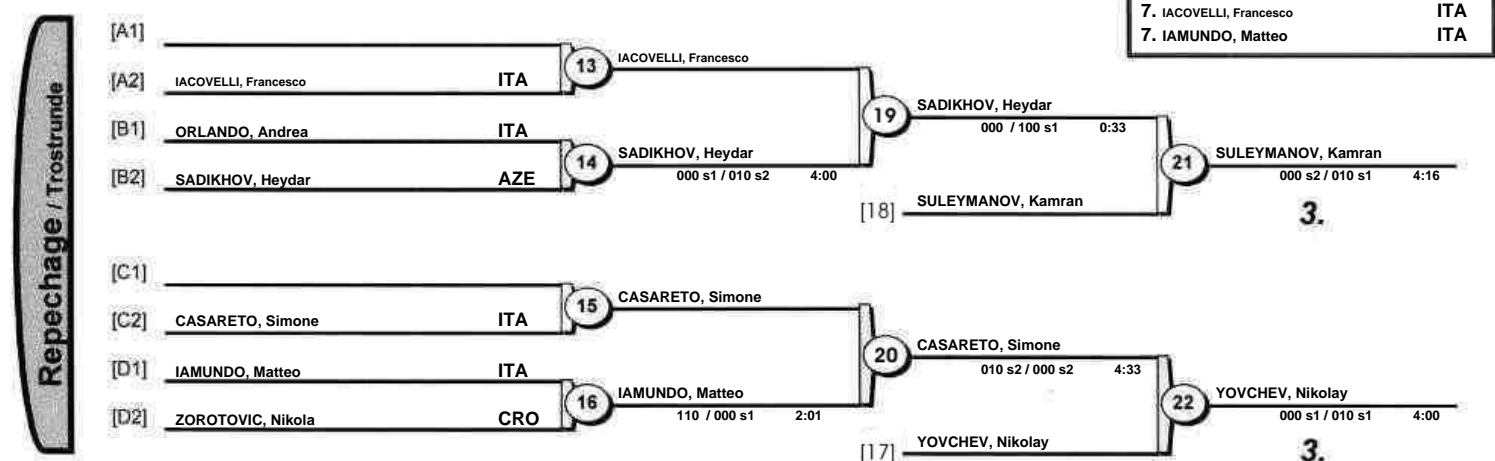 7. IACOVELLI, Francesco ITA
7. IAMUNDO, Matteo ITA
Repechage / Trostrunde
[A1]
[A2] IACOVELLI, Francesco ITA
13 IACOVELLI, Francesco
[B1] ORLANDO, Andrea ITA
[B2] SADIKHOV, Heydar AZE
14 SADIKHOV, Heydar
000 s1 / 010 s2 4:00
19 SADIKHOV, Heydar
000 / 100 s1 0:33
[18] SULEYMANOV, Kamran
21 SULEYMANOV, Kamran
000 s2 / 010 s1 4:16
3.
[C1]
[C2] CASARETO, Simone ITA
15 CASARETO, Simone
[D1] IAMUNDO, Matteo ITA
[D2] ZOROTOVIC, Nikola CRO
16 IAMUNDO, Matteo
110 / 000 s1 2:01
20 CASARETO, Simone
010 s2 / 000 s2 4:33
[17] YOVCHEV, Nikolay
22 YOVCHEV, Nikolay
000 s1 / 010 s1 4:00
3.